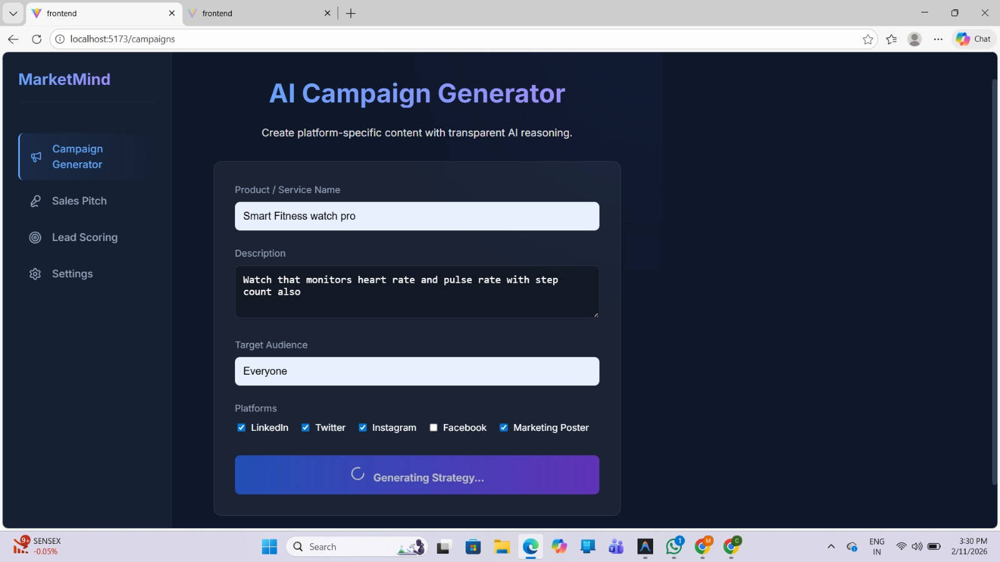 frontend
frontend
localhost:5173/campaigns
Chat
MarketMind
Campaign
Generator
Sales Pitch
Lead Scoring
Settings
AI Campaign Generator
Create platform-specific content with transparent AI reasoning.
Product / Service Name
Smart Fitness watch pro
Description
Watch that monitors heart rate and pulse rate with step
count also
Target Audience
Everyone
Platforms
LinkedIn Twitter Instagram Facebook Marketing Poster
Generating Strategy...
9+
SENSEX
-0.05%
Search
1
M
C
ENG
IN
3:30 PM
2/11/2026